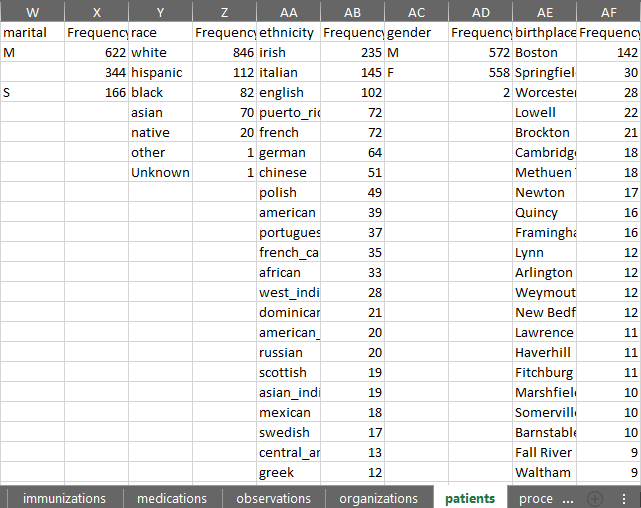 W X Y Z AA AB AC AD AE AF
marital Frequency race Frequency ethnicity Frequency gender Frequency birthplace Frequency
M 622 white 846 irish 235 M 572 Boston 142
344 hispanic 112 italian 145 F 558 Springfiel 30
S 166 black 82 english 102 2 Worcester 28
asian 70 puerto_ric 72 Lowell 22
native 20 french 72 Brockton 21
other 1 german 64 Cambridg 18
Unknown 1 chinese 51 Methuen 18
polish 49 Newton 17
american 39 Quincy 16
portugues 37 Framingha 16
french_ca 35 Lynn 12
african 33 Arlington 12
west_indi 28 Weymout 12
dominican 21 New Bedf 12
american_ 20 Lawrence 11
russian 20 Haverhill 11
scottish 19 Fitchburg 11
asian_indi 19 Marshfiel 10
mexican 18 Somervill 10
swedish 17 Barnstable 10
central_am 13 Fall River 9
greek 12 Waltham 9
immunizations medications observations organizations patients proce ...